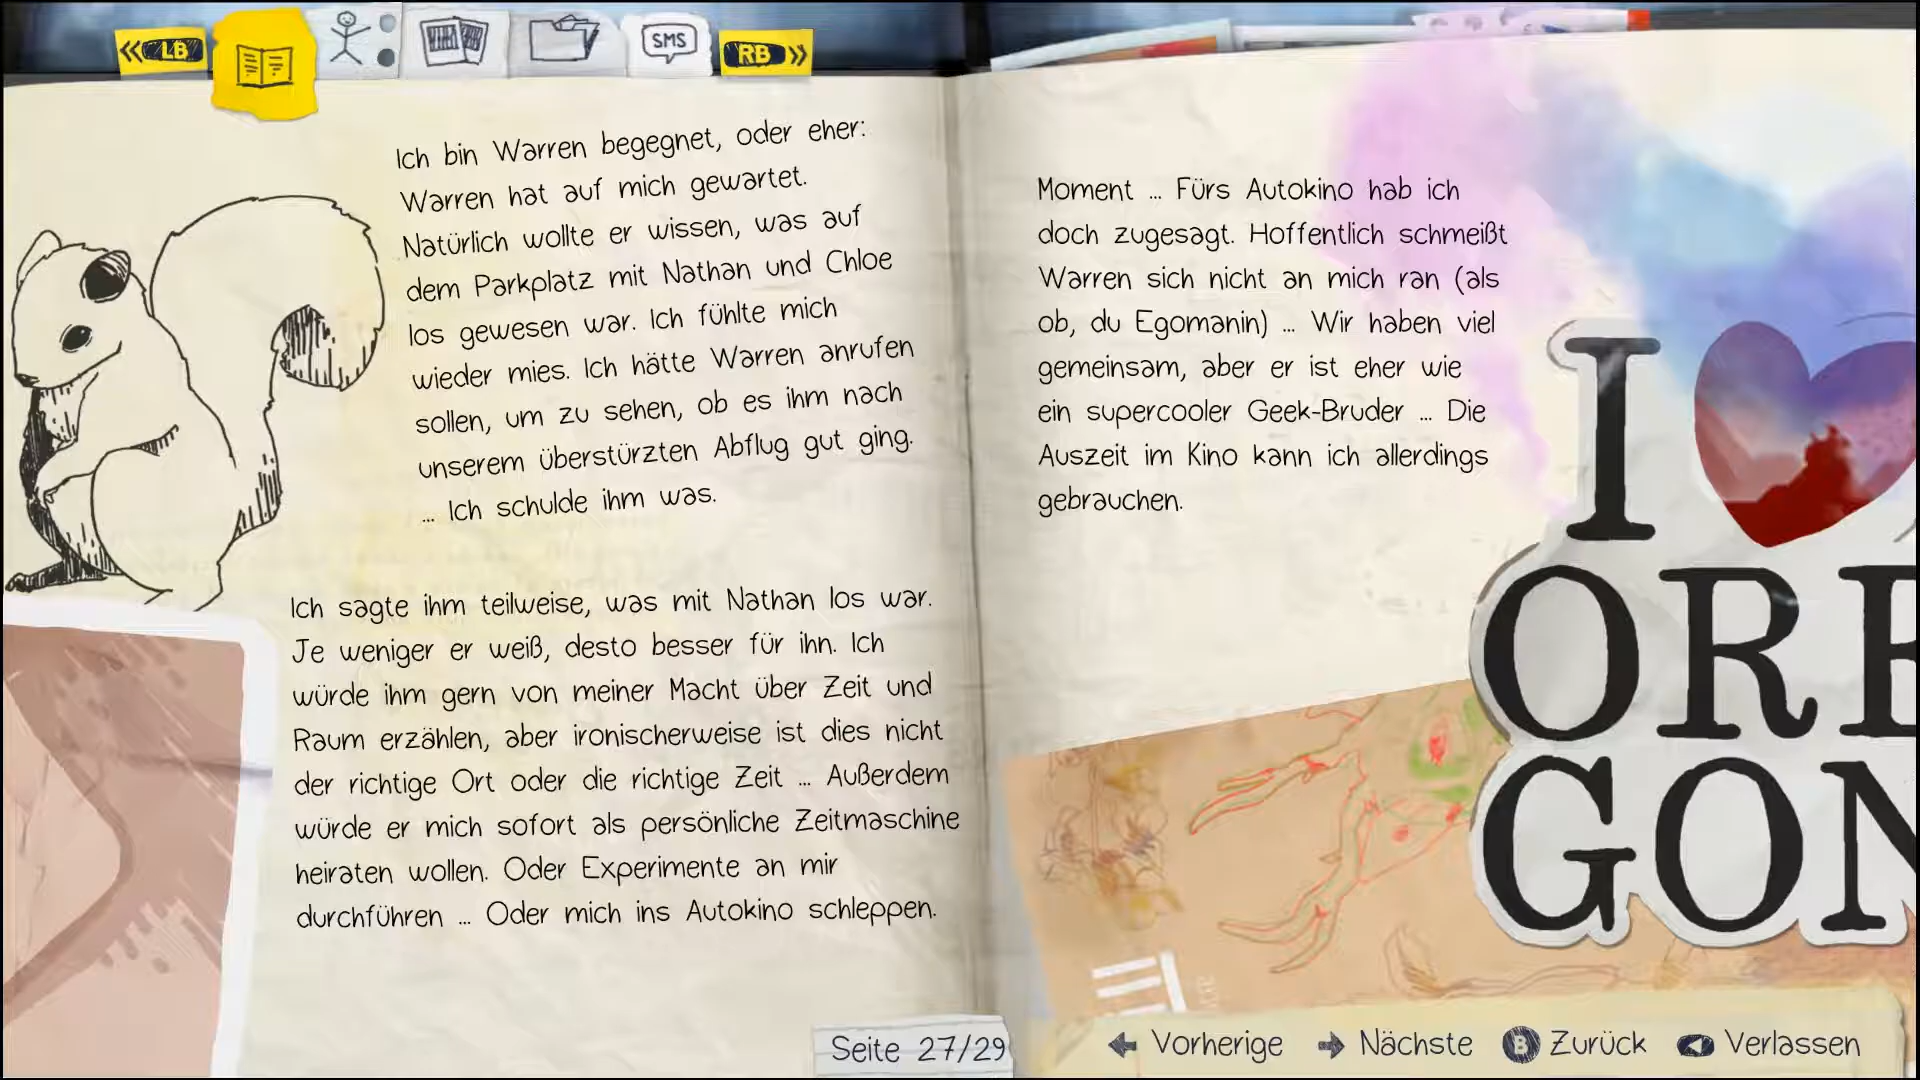 LB
SMS
RB
Ich bin Warren begegnet, oder eher:
Warren hat auf mich gewartet.
Natürlich wollte er wissen, was auf
dem Parkplatz mit Nathan und Chloe
los gewesen war. Ich fühlte mich
wieder mies. Ich hätte Warren anrufen
sollen, um zu sehen, ob es ihm nach
unserem überstürzten Abflug gut ging.
... Ich schulde ihm was.
Ich sagte ihm teilweise, was mit Nathan los war.
Je weniger er weiß, desto besser für ihn. Ich
würde ihm gern von meiner Macht über Zeit und
Raum erzählen, aber ironischerweise ist dies nicht
der richtige Ort oder die richtige Zeit ... Außerdem
würde er mich sofort als persönliche Zeitmaschine
heiraten wollen. Oder Experimente an mir
durchführen ... Oder mich ins Autokino schleppen.
Moment ... Fürs Autokino hab ich
doch zugesagt. Hoffentlich schmeißt
Warren sich nicht an mich ran (als
ob, du Egomanin) ... Wir haben viel
gemeinsam, aber er ist eher wie
ein supercooler Geek-Bruder ... Die
Auszeit im Kino kann ich allerdings
gebrauchen.
I
ORE
GON
Seite 27/29
Vorherige
Nächste
B Zurück
Verlassen